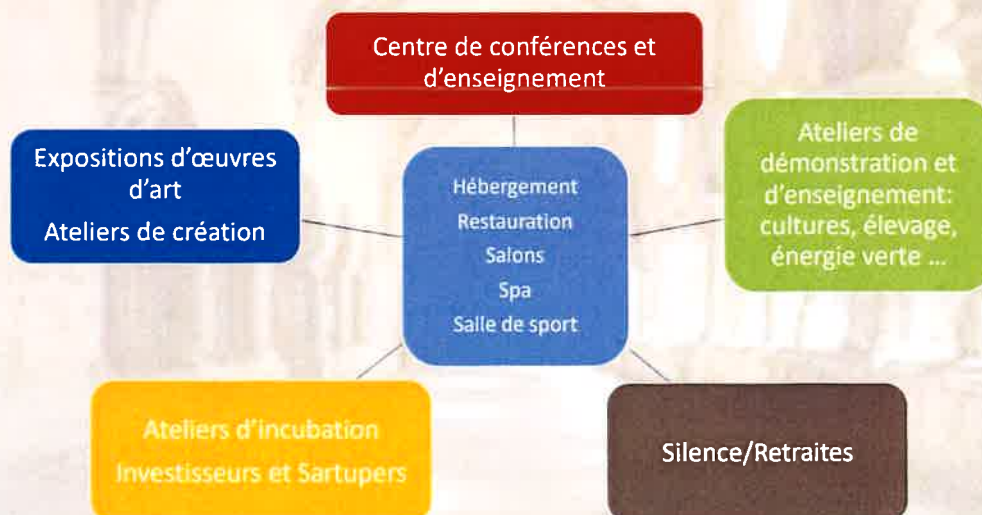 Centre de conférences et
d'enseignement
Expositions d'œuvres
d'art
Ateliers de création
Hébergement
Restauration
Salons
Spa
Salle de sport
Ateliers de
démonstration et
d'enseignement:
cultures, élevage,
énergie verte ...
Ateliers d'incubation
Investisseurs et Sartupers
Silence/Retraites